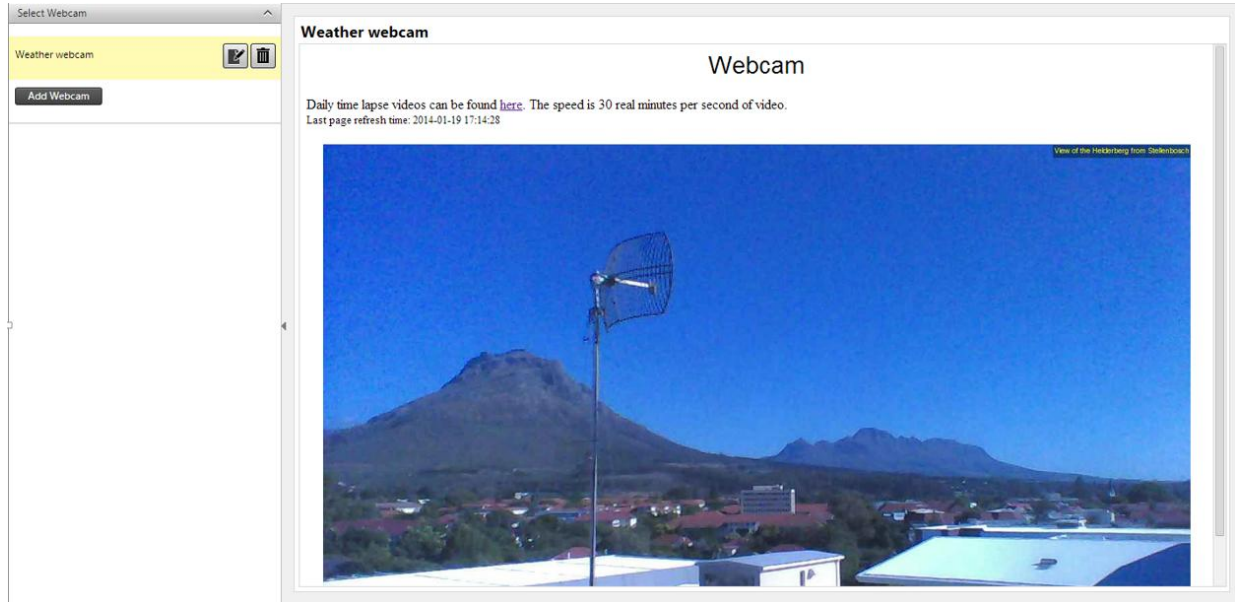 Select Webcam
Weather webcam
Add Webcam
Weather webcam
Webcam
Daily time lapse videos can be found here. The speed is 30 real minutes per second of video.
Last page refresh time: 2014-01-19 17:14:28
View of the Helderberg from Stellenbosch